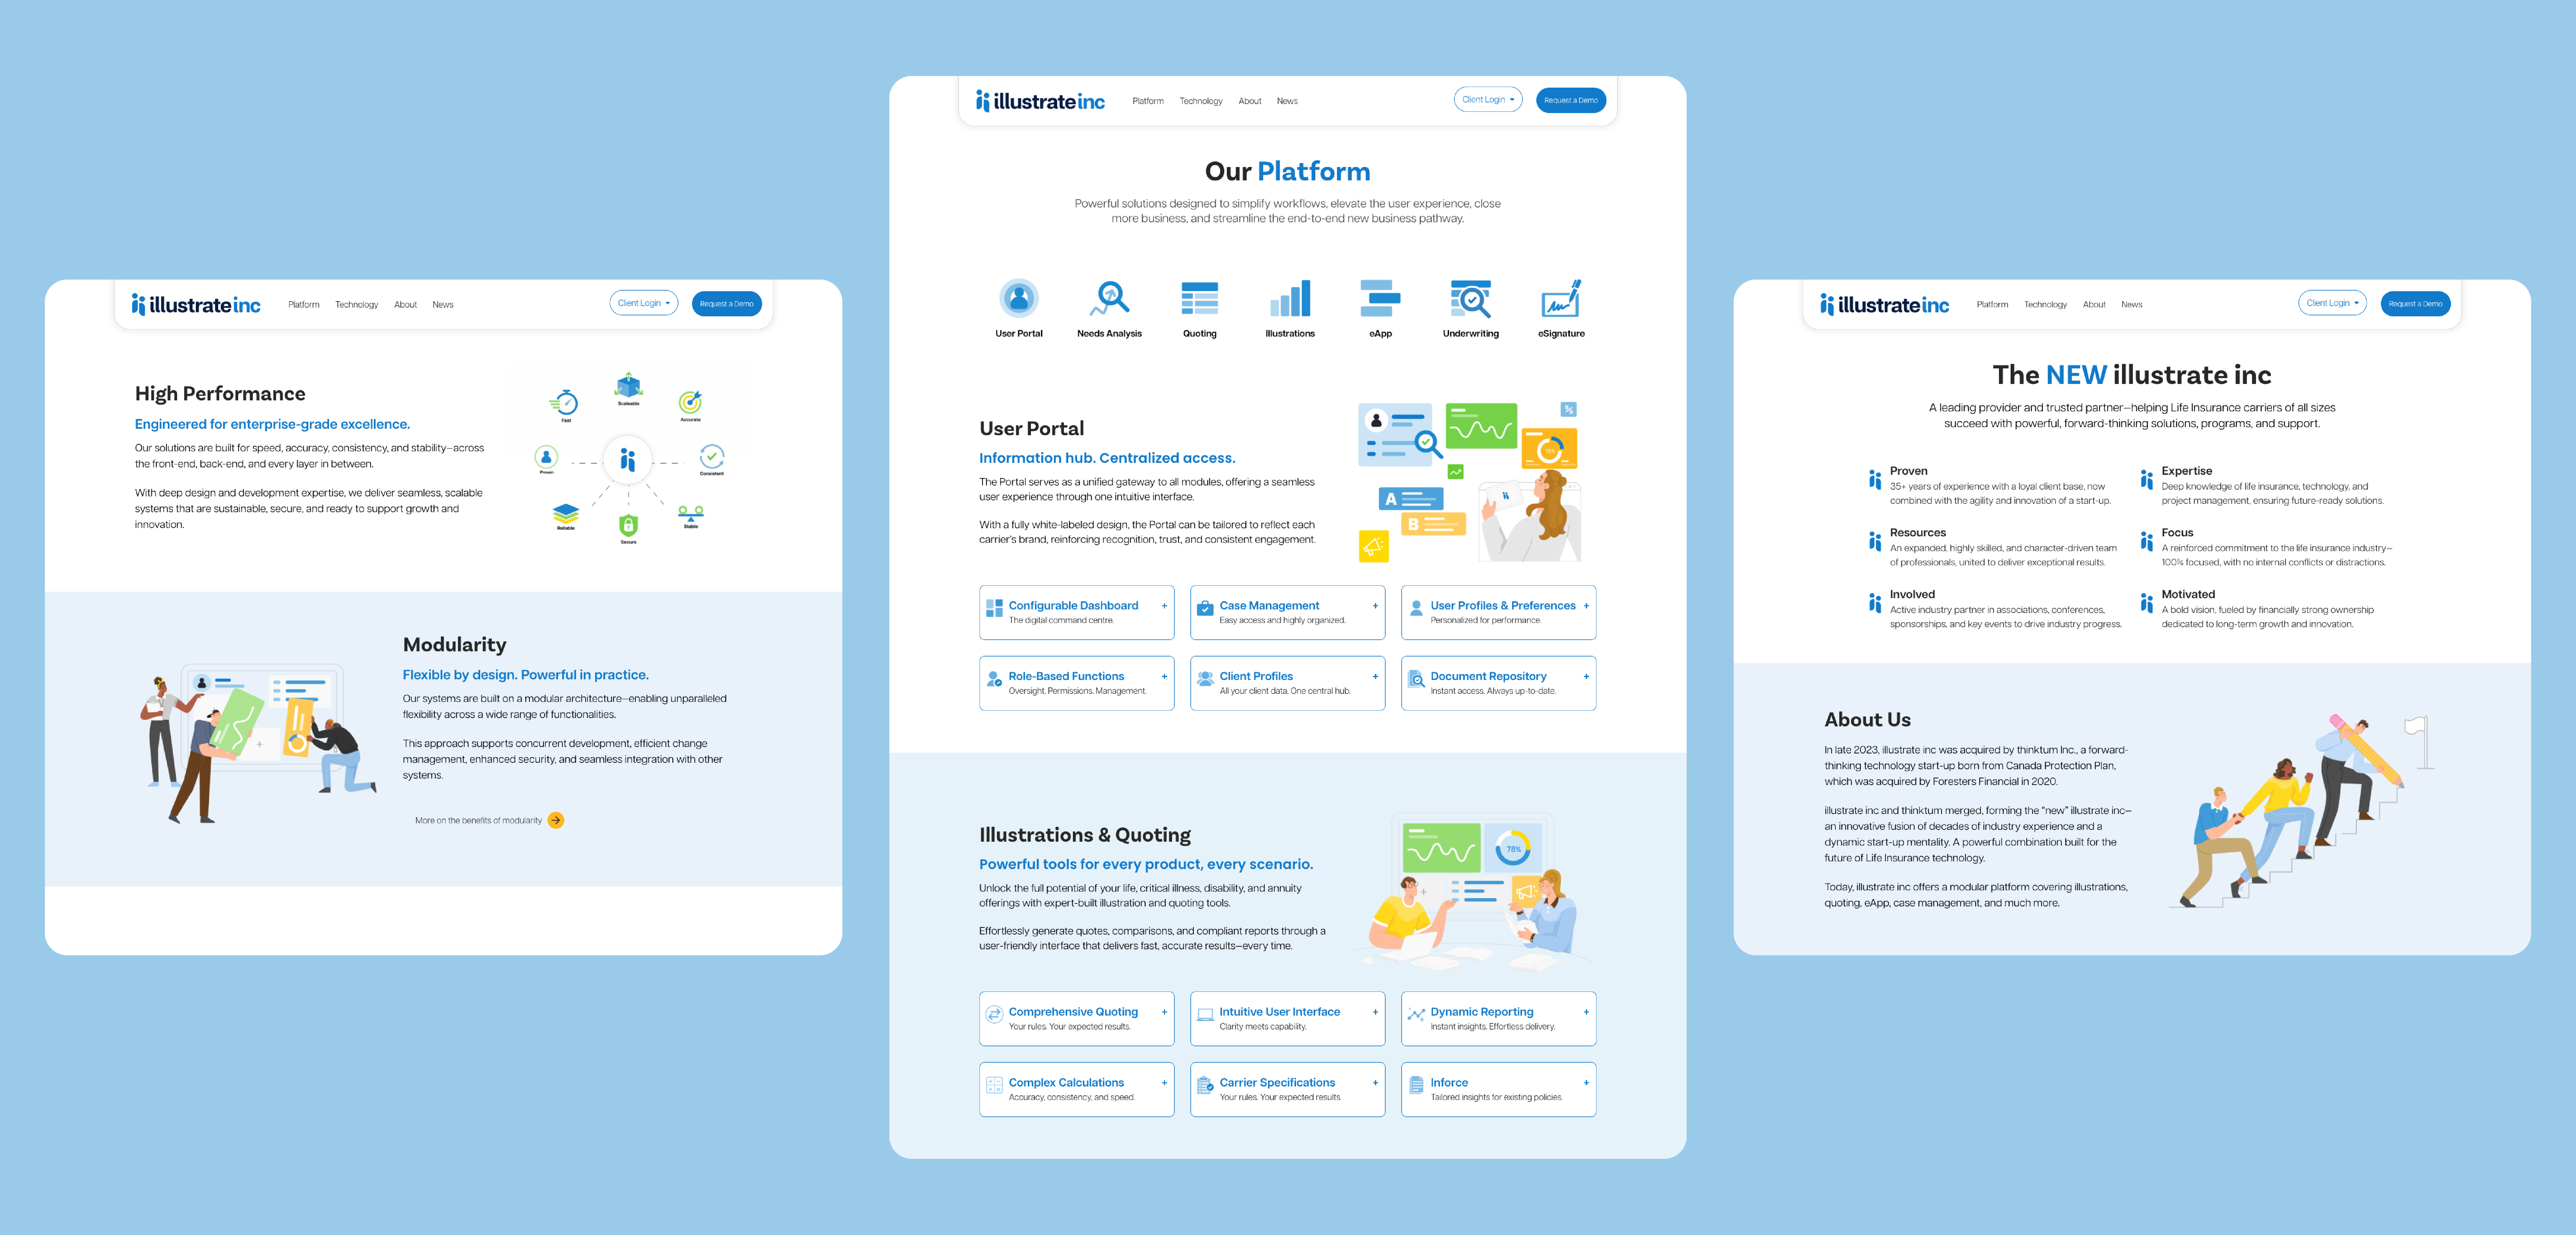 illustrate inc
Platform
Technology
About
News
Client Login
Request a Demo
High Performance
Engineered for enterprise-grade excellence.
Our solutions are built for speed, accuracy, consistency, and stability—across
the front-end, back-end, and every layer in between.
With deep design and development expertise, we deliver seamless, scalable
systems that are sustainable, secure, and ready to support growth and
innovation.
Scaleable
Fast
Accurate
Proven
Consistent
Reliable
Stable
Secure
Modularity
Flexible by design. Powerful in practice.
Our systems are built on a modular architecture—enabling unparalleled
flexibility across a wide range of functionalities.
This approach supports concurrent development, efficient change
management, enhanced security, and seamless integration with other
systems.
More on the benefits of modularity
illustrate inc
Platform
Technology
About
News
Client Login
Request a Demo
Our Platform
Powerful solutions designed to simplify workflows, elevate the user experience, close
more business, and streamline the end-to-end new business pathway.
User Portal
Needs Analysis
Quoting
Illustrations
eApp
Underwriting
eSignature
User Portal
Information hub. Centralized access.
The Portal serves as a unified gateway to all modules, offering a seamless
user experience through one intuitive interface.
With a fully white-labeled design, the Portal can be tailored to reflect each
carrier's brand, reinforcing recognition, trust, and consistent engagement.
%
78%
A
B
Configurable Dashboard +
The digital command centre.
Case Management +
Easy access and highly organized.
User Profiles & Preferences +
Personalized for performance.
Role-Based Functions +
Oversight. Permissions. Management.
Client Profiles +
All your client data. One central hub.
Document Repository +
Instant access. Always up-to-date.
Illustrations & Quoting
Powerful tools for every product, every scenario.
Unlock the full potential of your life, critical illness, disability, and annuity
offerings with expert-built illustration and quoting tools.
Effortlessly generate quotes, comparisons, and compliant reports through a
user-friendly interface that delivers fast, accurate results—every time.
78%
Comprehensive Quoting +
Your rules. Your expected results.
Intuitive User Interface +
Clarity meets capability.
Dynamic Reporting +
Instant insights. Effortless delivery.
Complex Calculations +
Accuracy, consistency, and speed.
Carrier Specifications +
Your rules. Your expected results.
Inforce +
Tailored insights for existing policies.
illustrate inc
Platform
Technology
About
News
Client Login
Request a Demo
The NEW illustrate inc
A leading provider and trusted partner—helping Life Insurance carriers of all sizes
succeed with powerful, forward-thinking solutions, programs, and support.
Proven
35+ years of experience with a loyal client base, now
combined with the agility and innovation of a start-up.
Expertise
Deep knowledge of life insurance, technology, and
project management, ensuring future-ready solutions.
Resources
An expanded, highly skilled, and character-driven team
of professionals, united to deliver exceptional results.
Focus
A reinforced commitment to the life insurance industry—
100% focused, with no internal conflicts or distractions.
Involved
Active industry partner in associations, conferences,
sponsorships, and key events to drive industry progress.
Motivated
A bold vision, fueled by financially strong ownership
dedicated to long-term growth and innovation.
About Us
In late 2023, illustrate inc was acquired by thinktum Inc., a forward-
thinking technology start-up born from Canada Protection Plan,
which was acquired by Foresters Financial in 2020.
illustrate inc and thinktum merged, forming the "new" illustrate inc—
an innovative fusion of decades of industry experience and a
dynamic start-up mentality. A powerful combination built for the
future of Life Insurance technology.
Today, illustrate inc offers a modular platform covering illustrations,
quoting, eApp, case management, and much more.